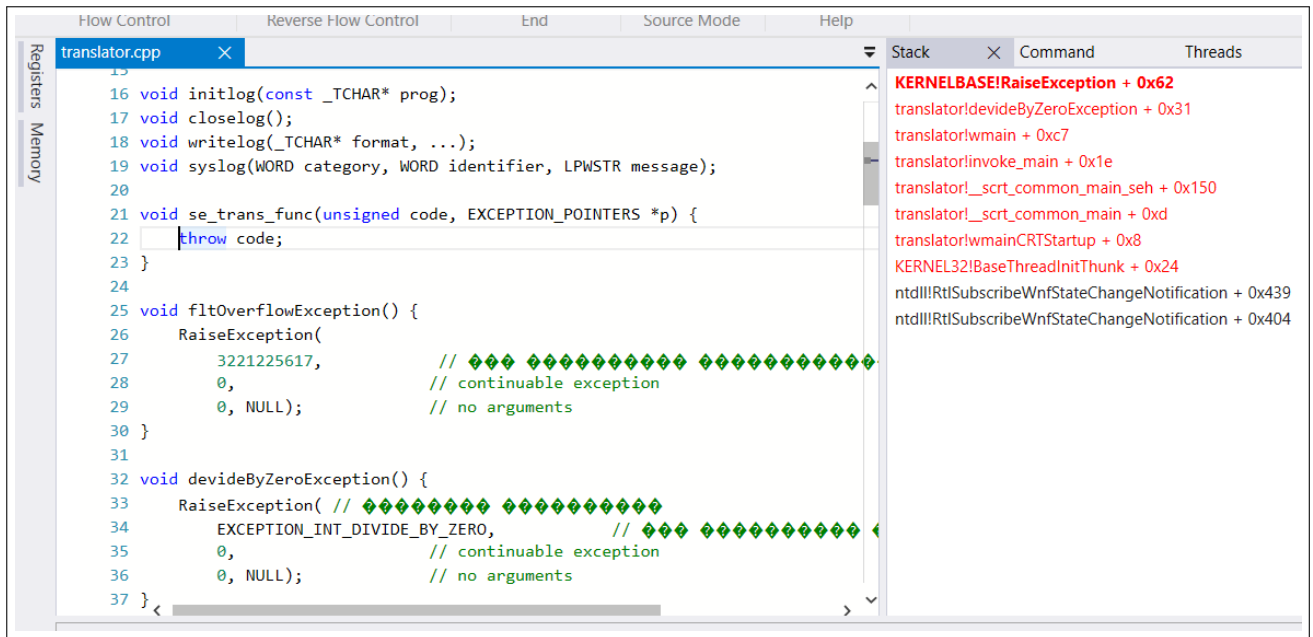 Flow Control Reverse Flow Control End Source Mode Help
Registers
Memory
translator.cpp
15
16 void initlog(const _TCHAR* prog);
17 void closelog();
18 void writelog(_TCHAR* format, ...);
19 void syslog(WORD category, WORD identifier, LPWSTR message);
20
21 void se_trans_func(unsigned code, EXCEPTION_POINTERS *p) {
22 throw code;
23 }
24
25 void fltOverflowException() {
26 RaiseException(
27 3221225617, // ��� ����������� �������������
28 0, // continuable exception
29 0, NULL); // no arguments
30 }
31
32 void devideByZeroException() {
33 RaiseException( // ��������� ����������
34 EXCEPTION_INT_DIVIDE_BY_ZERO, // ��� ����������� �
35 0, // continuable exception
36 0, NULL); // no arguments
37 }
Stack Command Threads
KERNELBASE!RaiseException + 0x62
translator!devideByZeroException + 0x31
translator!wmain + 0xc7
translator!invoke_main + 0x1e
translator!__scrt_common_main_seh + 0x150
translator!__scrt_common_main + 0xd
translator!wmainCRTStartup + 0x8
KERNEL32!BaseThreadInitThunk + 0x24
ntdll!RtlSubscribeWnfStateChangeNotification + 0x439
ntdll!RtlSubscribeWnfStateChangeNotification + 0x404